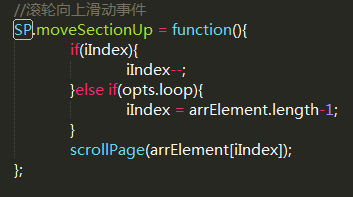 //滚轮向上滑动事件
SP.moveSectionUp = function(){
        if(iIndex){
                iIndex--;
        }else if(opts.loop){
                iIndex = arrElement.length-1;
        }
        scrollPage(arrElement[iIndex]);
};